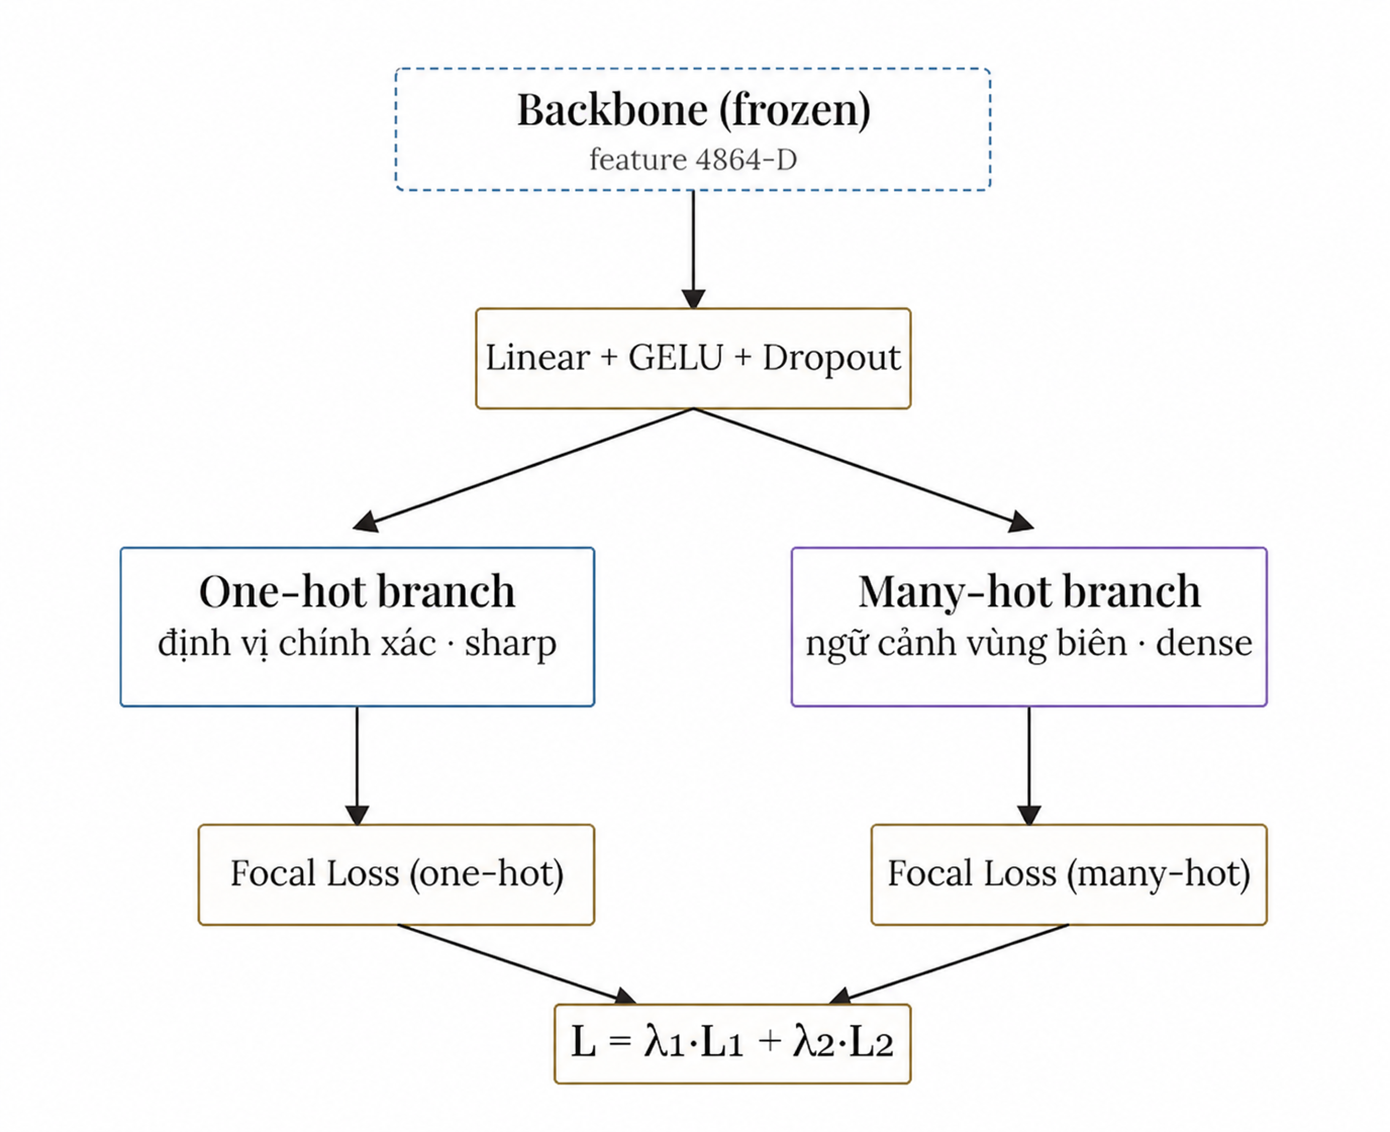 Backbone (frozen)
feature 4864-D
Linear + GELU + Dropout
One-hot branch
định vị chính xác · sharp
Many-hot branch
ngữ cảnh vùng biên · dense
Focal Loss (one-hot)
Focal Loss (many-hot)
L = λ1·L1 + λ2·L2